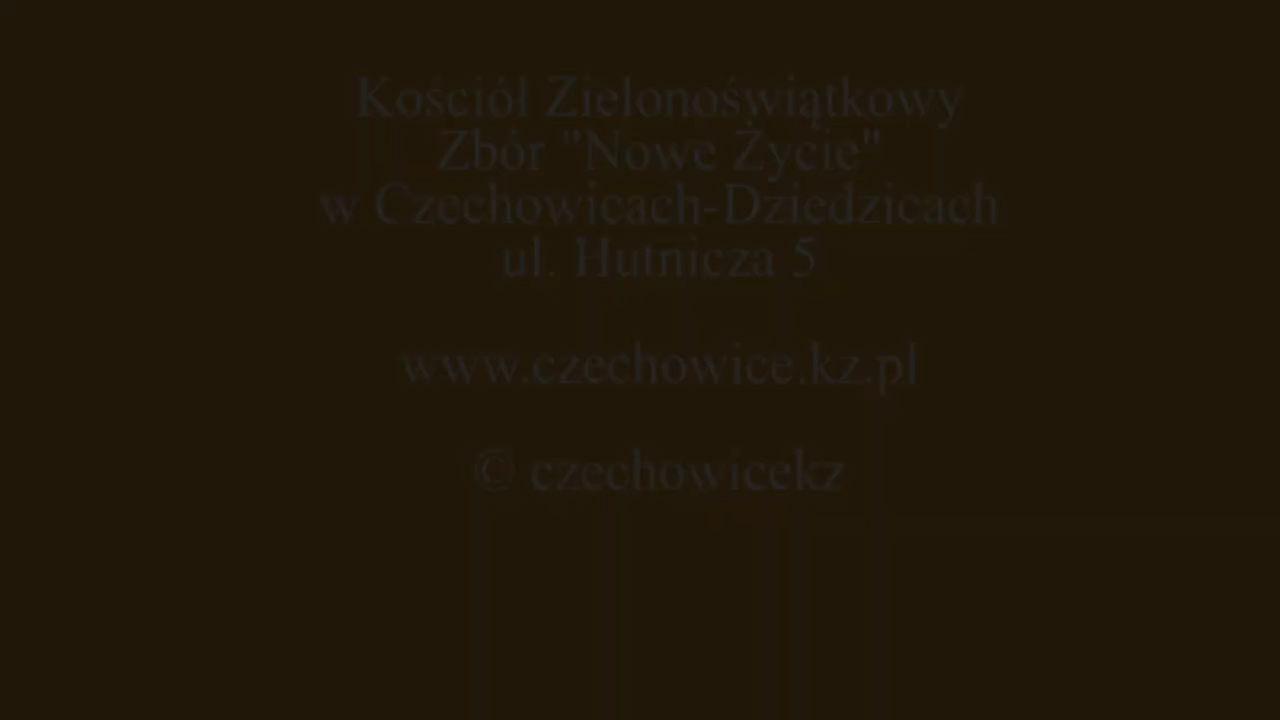 Kościół Zielonoświątkowy
Zbór "Nowe Życie"
w Czechowicach-Dziedzicach
ul. Hutnicza 5
www.czechowice.kz.pl
© czechowicekz